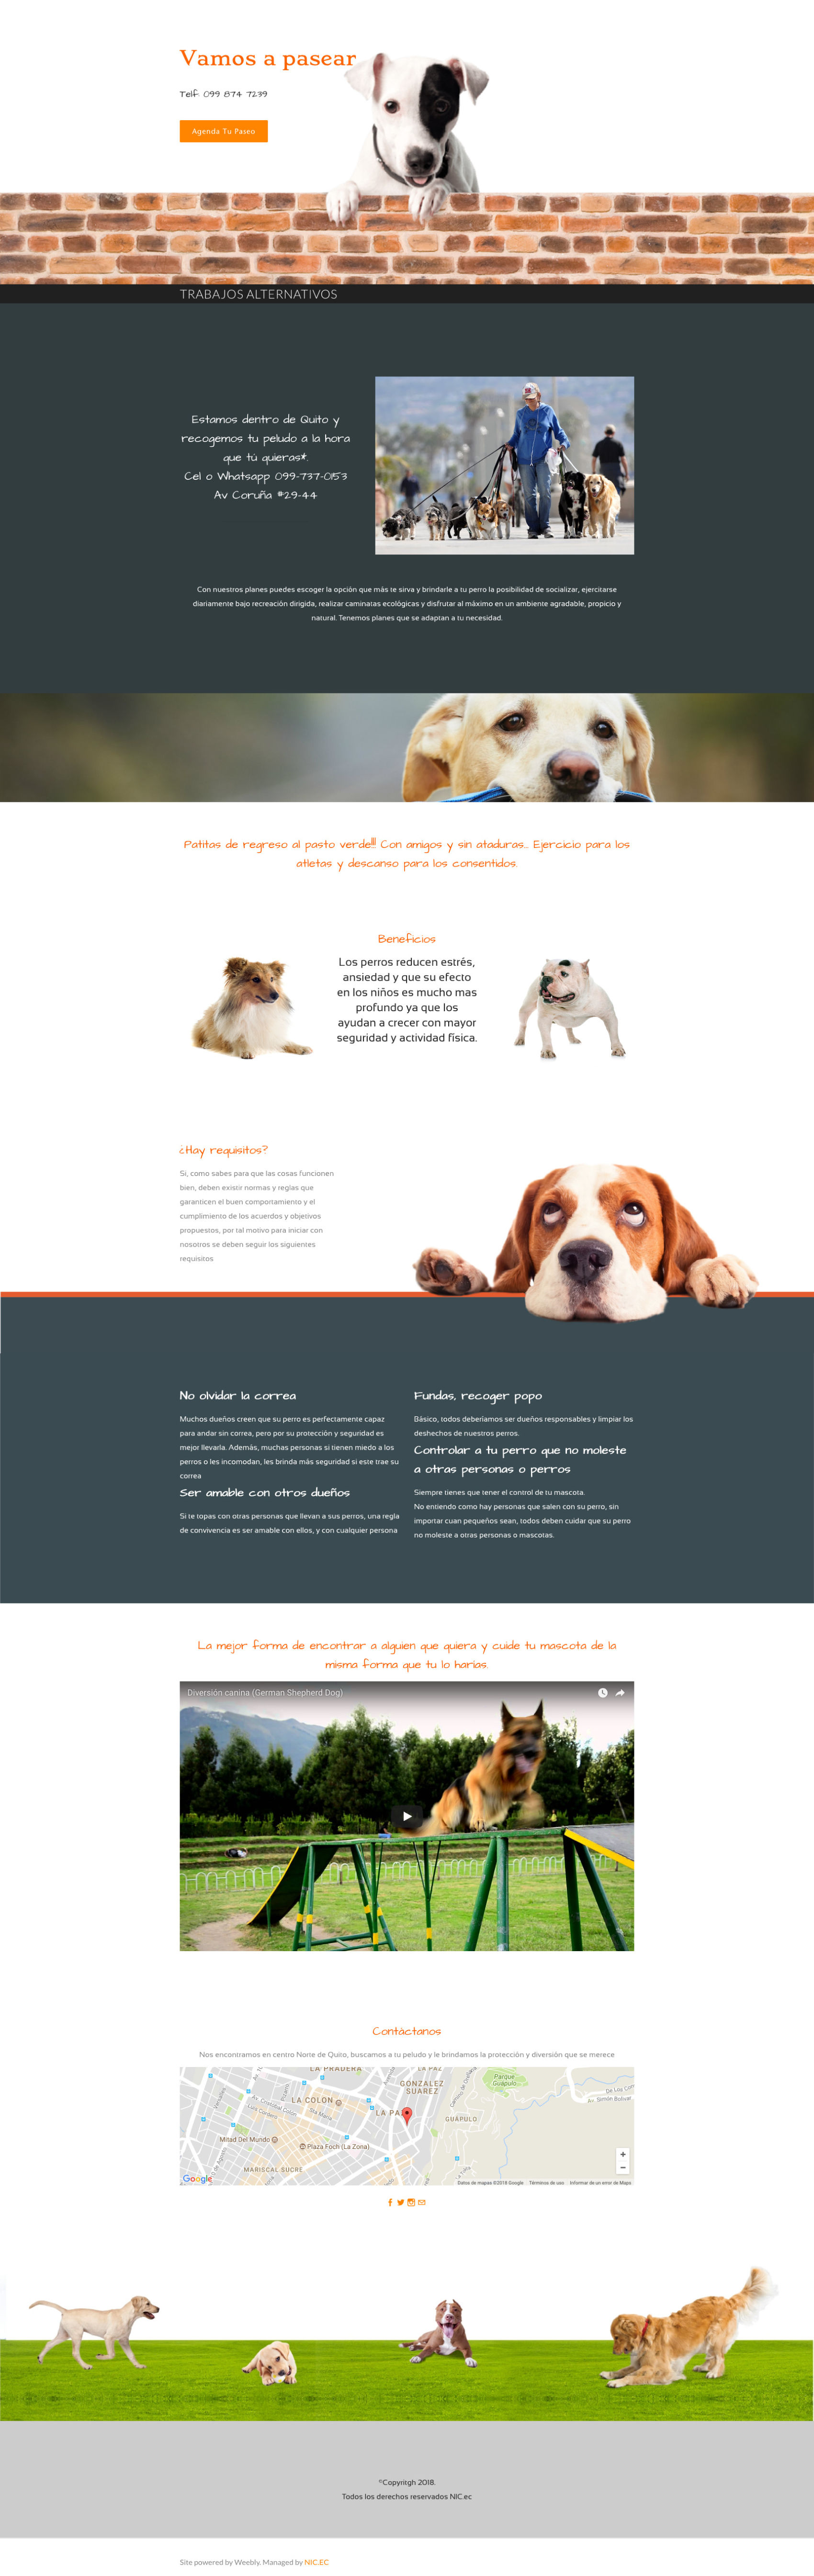 Vamos a pasear
Telf: 099 874 7239
Agenda Tu Paseo
TRABAJOS ALTERNATIVOS
Estamos dentro de Quito y
recogemos tu peludo a la hora
que tú quieras*.
Cel o Whatsapp 099-737-0153
Av Coruña #29-44
Con nuestros planes puedes escoger la opción que más te sirva y brindarle a tu perro la posibilidad de socializar, ejercitarse
diariamente bajo recreación dirigida, realizar caminatas ecológicas y disfrutar al máximo en un ambiente agradable, propicio y
natural. Tenemos planes que se adaptan a tu necesidad.
Patitas de regreso al pasto verde!!! Con amigos y sin ataduras... Ejercicio para los
atletas y descanso para los consentidos.
Beneficios
Los perros reducen estrés,
ansiedad y que su efecto
en los niños es mucho mas
profundo ya que los
ayudan a crecer con mayor
seguridad y actividad física.
¿Hay requisitos?
Si, como sabes para que las cosas funcionen
bien, deben existir normas y reglas que
garanticen el buen comportamiento y el
cumplimiento de los acuerdos y objetivos
propuestos, por tal motivo para iniciar con
nosotros se deben seguir los siguientes
requisitos
No olvidar la correa
Muchos dueños creen que su perro es perfectamente capaz
para andar sin correa, pero por su protección y seguridad es
mejor llevarla. Además, muchas personas si tienen miedo a los
perros o les incomodan, les brinda más seguridad si este trae su
correa
Ser amable con otros dueños
Si te topas con otras personas que llevan a sus perros, una regla
de convivencia es ser amable con ellos, y con cualquier persona
Fundas, recoger popo
Básico, todos deberíamos ser dueños responsables y limpiar los
deshechos de nuestros perros.
Controlar a tu perro que no moleste
a otras personas o perros
Siempre tienes que tener el control de tu mascota.
No entiendo como hay personas que salen con su perro, sin
importar cuan pequeños sean, todos deben cuidar que su perro
no moleste a otras personas o mascotas.
La mejor forma de encontrar a alguien que quiera y cuide tu mascota de la
misma forma que tu lo harías.
Diversión canina (German Shepherd Dog)
Contáctanos
Nos encontramos en centro Norte de Quiro, buscamos a tu peludo y le brindamos la protección y diversión que se merece
LA PRADERA
LA PAZ
GONZALEZ
SUAREZ
Parque
Guápulo
De Los Con
Av. Simón Bolívar
Av. Cristóbal Colón
LA COLON
Luis Cordero
Sta María
LA PAZ
GUÁPULO
Mitad Del Mundo
Plaza Foch (La Zona)
MARISCAL SUCRE
Google
Datos de mapas ©2018 Google
Términos de uso
Informar de un error de Maps
©Copyritgh 2018.
Todos los derechos reservados NIC.ec
Site powered by Weebly. Managed by NIC.EC